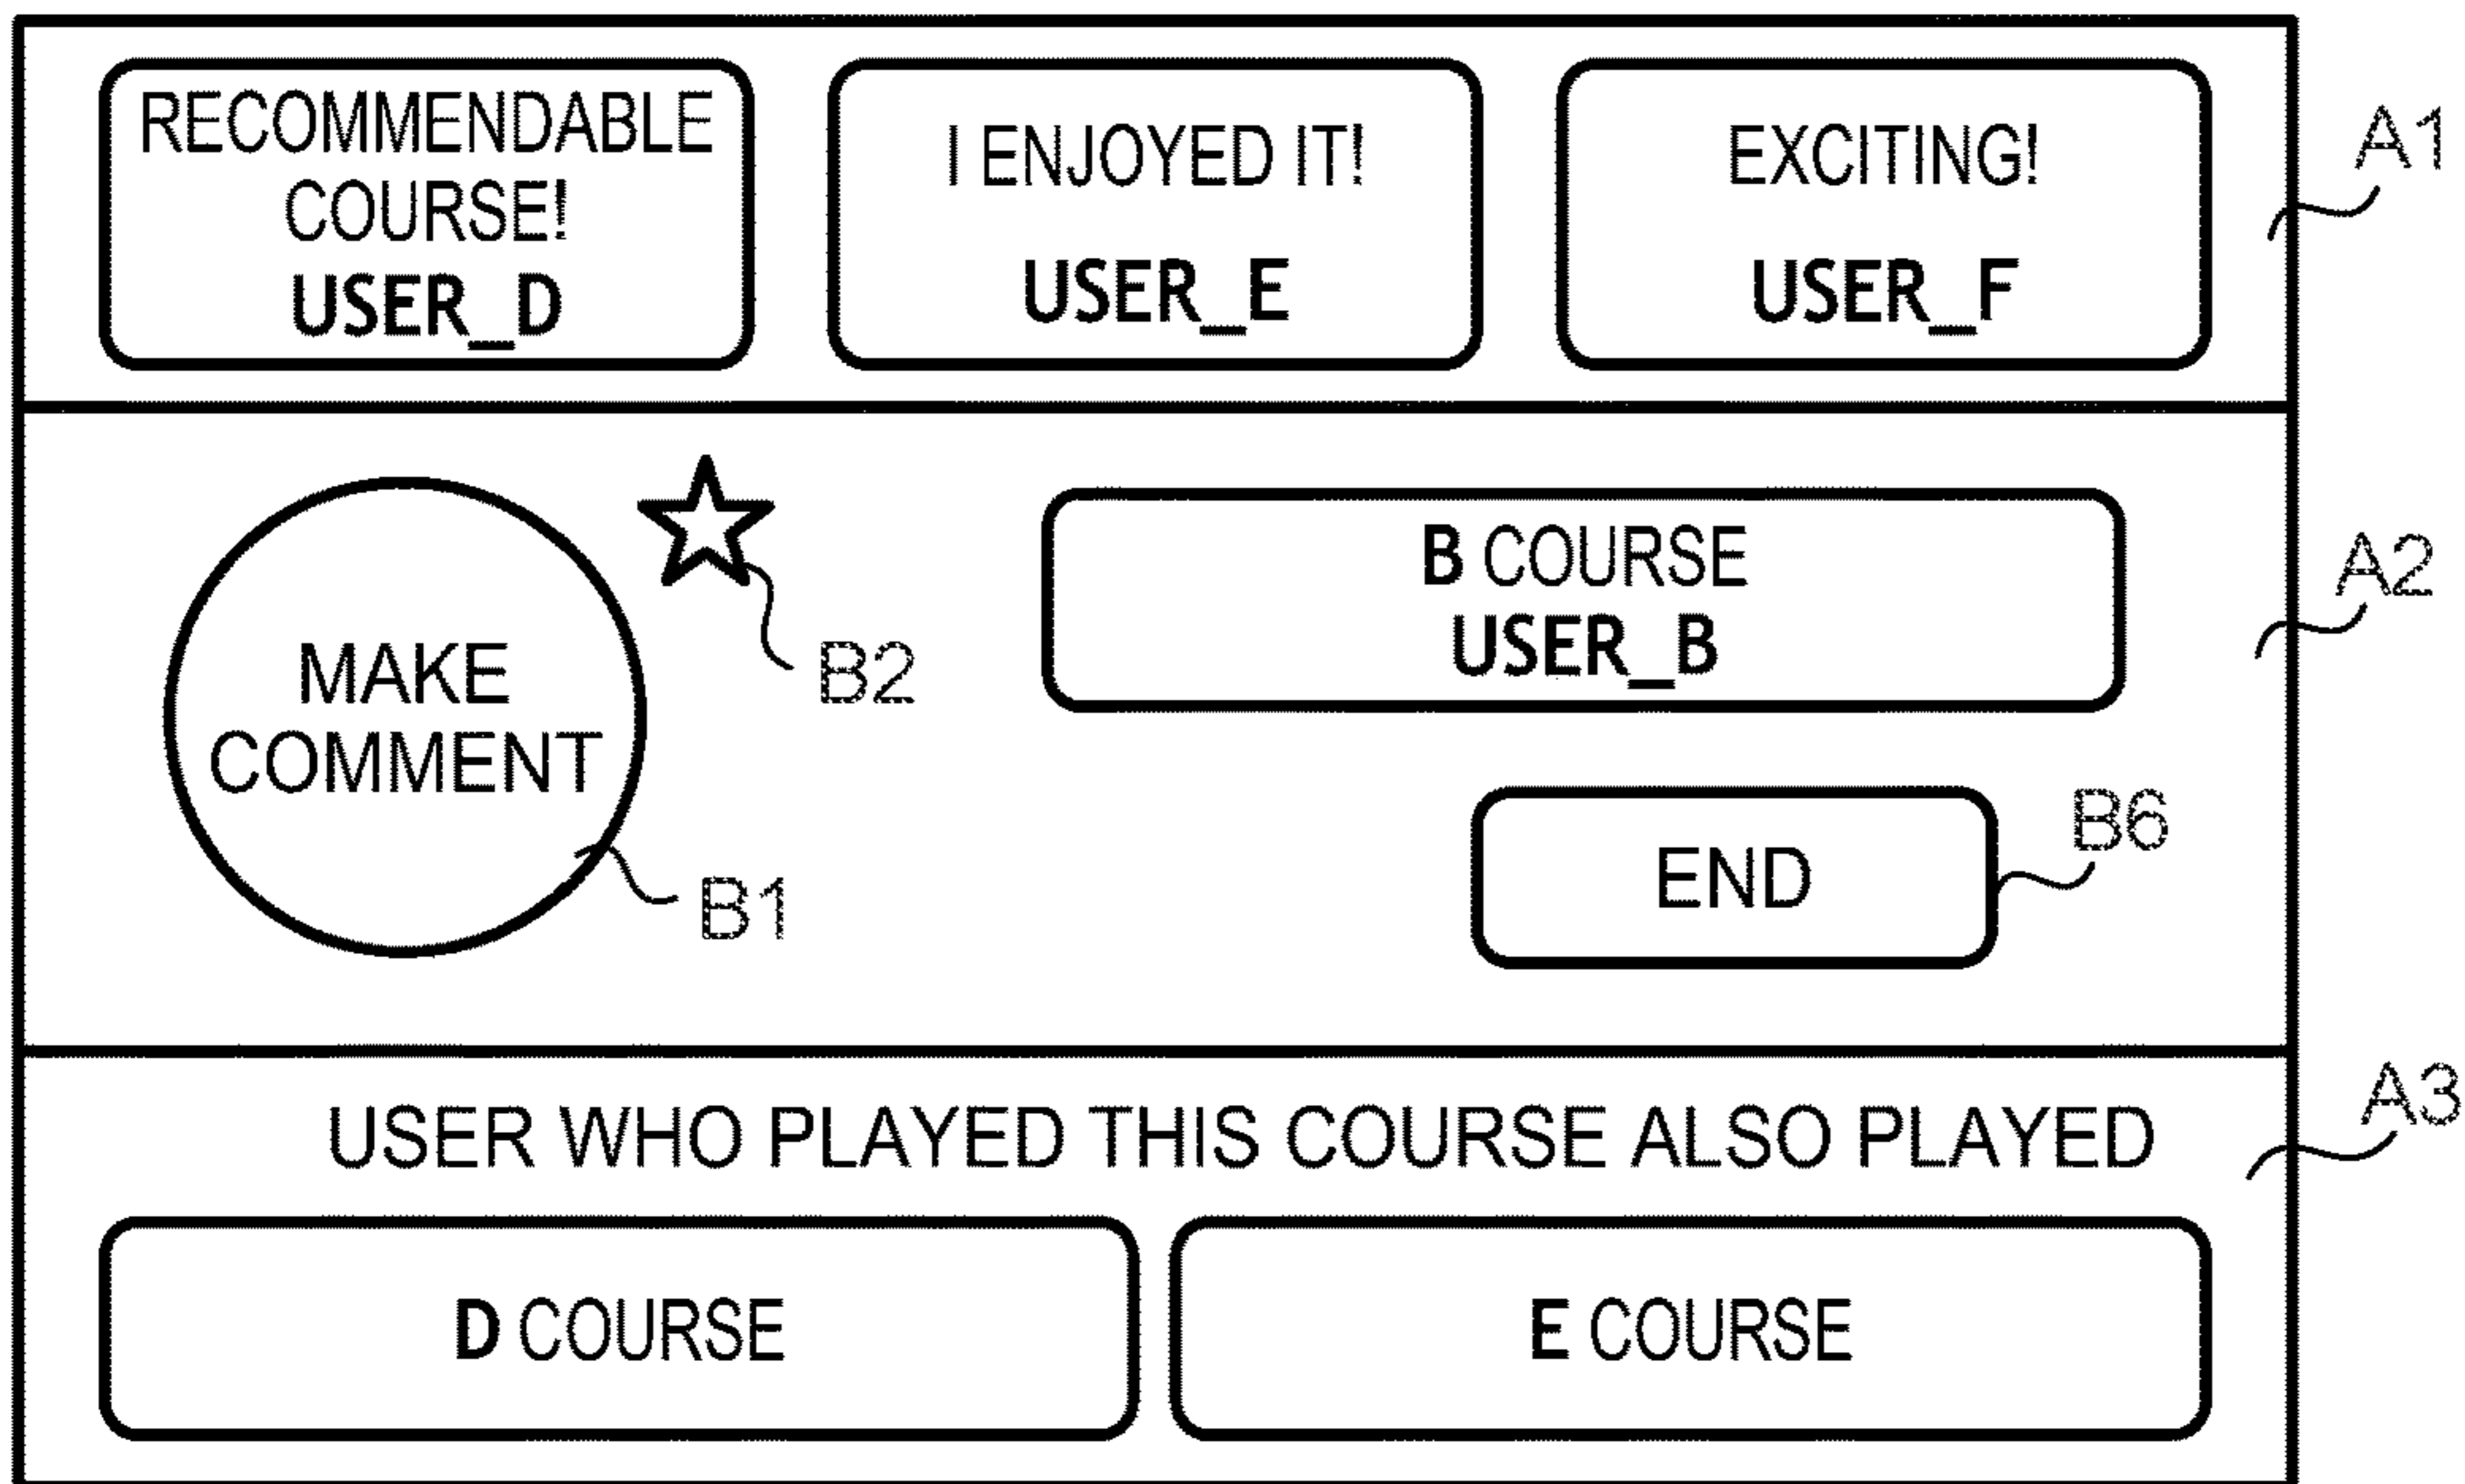 RECOMMENDABLE
COURSE!
USER_D
I ENJOYED IT!
USER_E
EXCITING!
USER_F
A1
MAKE
COMMENT
B1
B2
B COURSE
USER_B
END
B6
A2
USER WHO PLAYED THIS COURSE ALSO PLAYED
A3
D COURSE
E COURSE